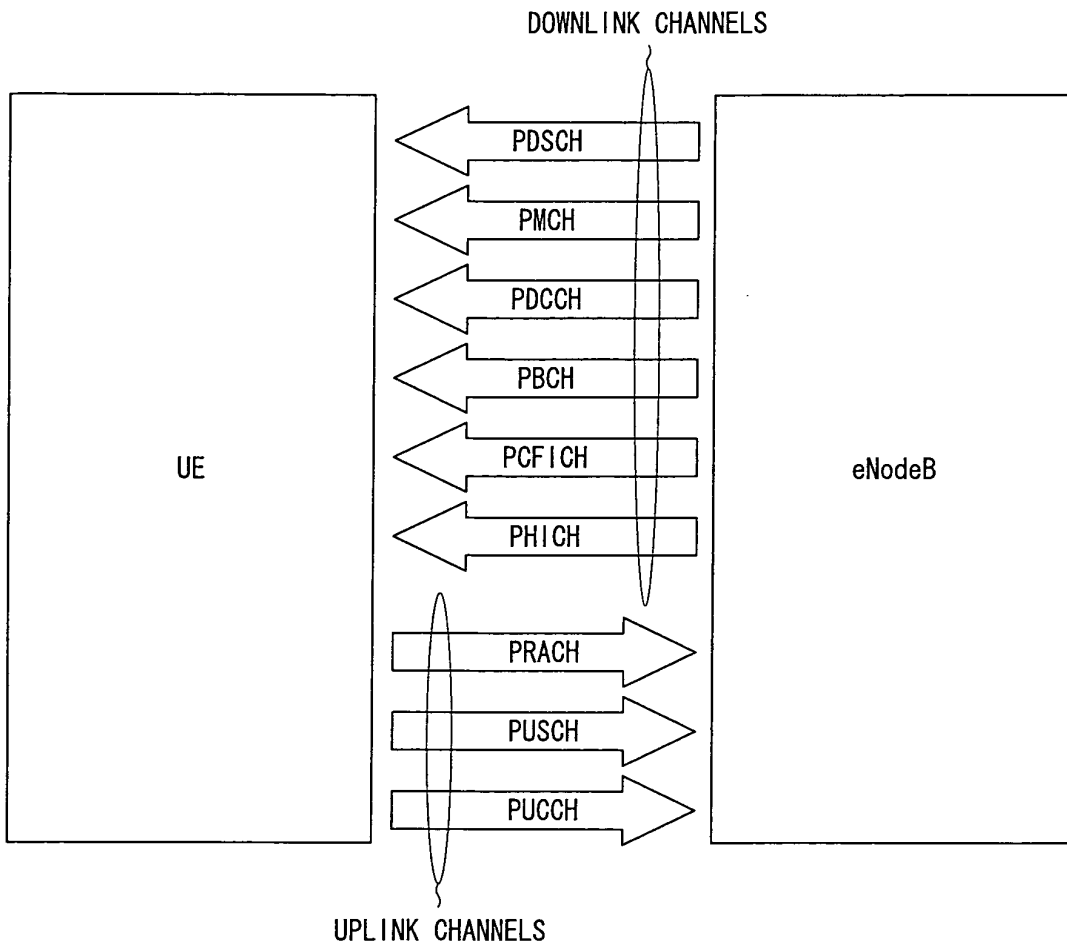 DOWNLINK CHANNELS
PDSCH
PMCH
PDCCH
PBCH
UE
PCFICH
eNodeB
PHICH
PRACH
PUSCH
PUCCH
UPLINK CHANNELS